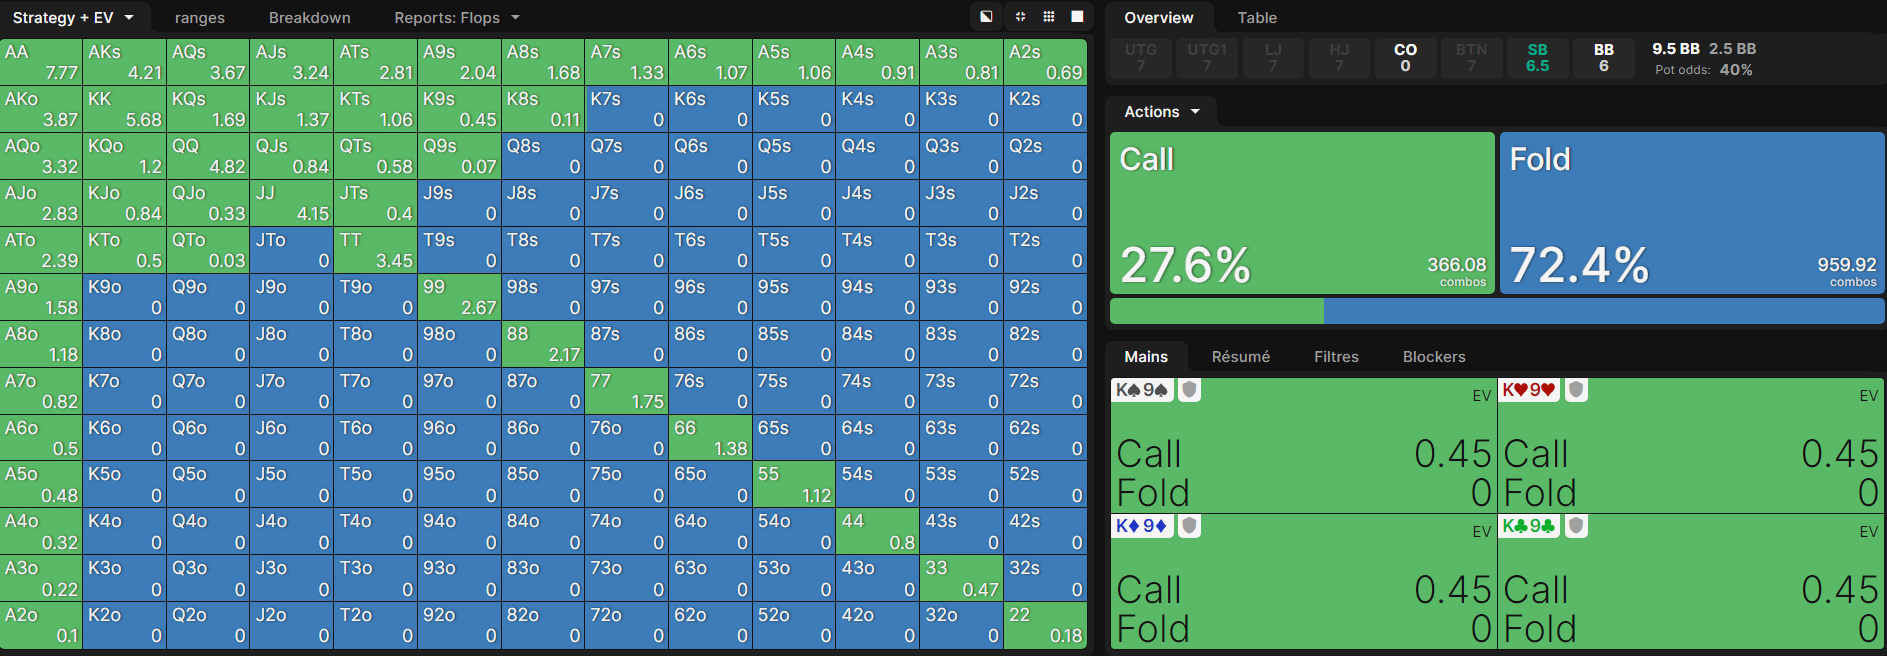 Strategy + EV ranges Breakdown Reports: Flops
AA AKs AQs AJs ATs A9s A8s A7s A6s A5s A4s A3s A2s
7.77 4.21 3.67 3.24 2.81 2.04 1.68 1.33 1.07 1.06 0.91 0.81 0.69
AKo KK KQs KJs KTs K9s K8s K7s K6s K5s K4s K3s K2s
3.87 5.68 1.69 1.37 1.06 0.45 0.11 0 0 0 0 0 0
AQo KQo QQ QJs QTs Q9s Q8s Q7s Q6s Q5s Q4s Q3s Q2s
3.32 1.2 4.82 0.84 0.58 0.07 0 0 0 0 0 0 0
AJo KJo QJo JJ JTs J9s J8s J7s J6s J5s J4s J3s J2s
2.83 0.84 0.33 4.15 0.4 0 0 0 0 0 0 0 0
ATo KTo QTo JTo TT T9s T8s T7s T6s T5s T4s T3s T2s
2.39 0.5 0.03 0 3.45 0 0 0 0 0 0 0 0
A9o K9o Q9o J9o T9o 99 98s 97s 96s 95s 94s 93s 92s
1.58 0 0 0 0 2.67 0 0 0 0 0 0 0
A8o K8o Q8o J8o T8o 98o 88 87s 86s 85s 84s 83s 82s
1.18 0 0 0 0 0 2.17 0 0 0 0 0 0
A7o K7o Q7o J7o T7o 97o 87o 77 76s 75s 74s 73s 72s
0.82 0 0 0 0 0 0 1.75 0 0 0 0 0
A6o K6o Q6o J6o T6o 96o 86o 76o 66 65s 64s 63s 62s
0.5 0 0 0 0 0 0 0 1.38 0 0 0 0
A5o K5o Q5o J5o T5o 95o 85o 75o 65o 55 54s 53s 52s
0.48 0 0 0 0 0 0 0 0 1.12 0 0 0
A4o K4o Q4o J4o T4o 94o 84o 74o 64o 54o 44 43s 42s
0.32 0 0 0 0 0 0 0 0 0 0.8 0 0
A3o K3o Q3o J3o T3o 93o 83o 73o 63o 53o 43o 33 32s
0.22 0 0 0 0 0 0 0 0 0 0 0.47 0
A2o K2o Q2o J2o T2o 92o 82o 72o 62o 52o 42o 32o 22
0.1 0 0 0 0 0 0 0 0 0 0 0 0.18
Overview Table
UTG UTG1 LJ HJ CO BTN SB BB 9.5 BB 2.5 BB
7 7 7 7 0 7 6.5 6 Pot odds: 40%
Actions
Call Fold
27.6% 366.08 combos 72.4% 959.92 combos
Mains Résumé Filtres Blockers
K♠9♠ EV K♥9♥ EV
Call 0.45 Call 0.45
Fold 0 Fold 0
K♦9♦ EV K♣9♣ EV
Call 0.45 Call 0.45
Fold 0 Fold 0